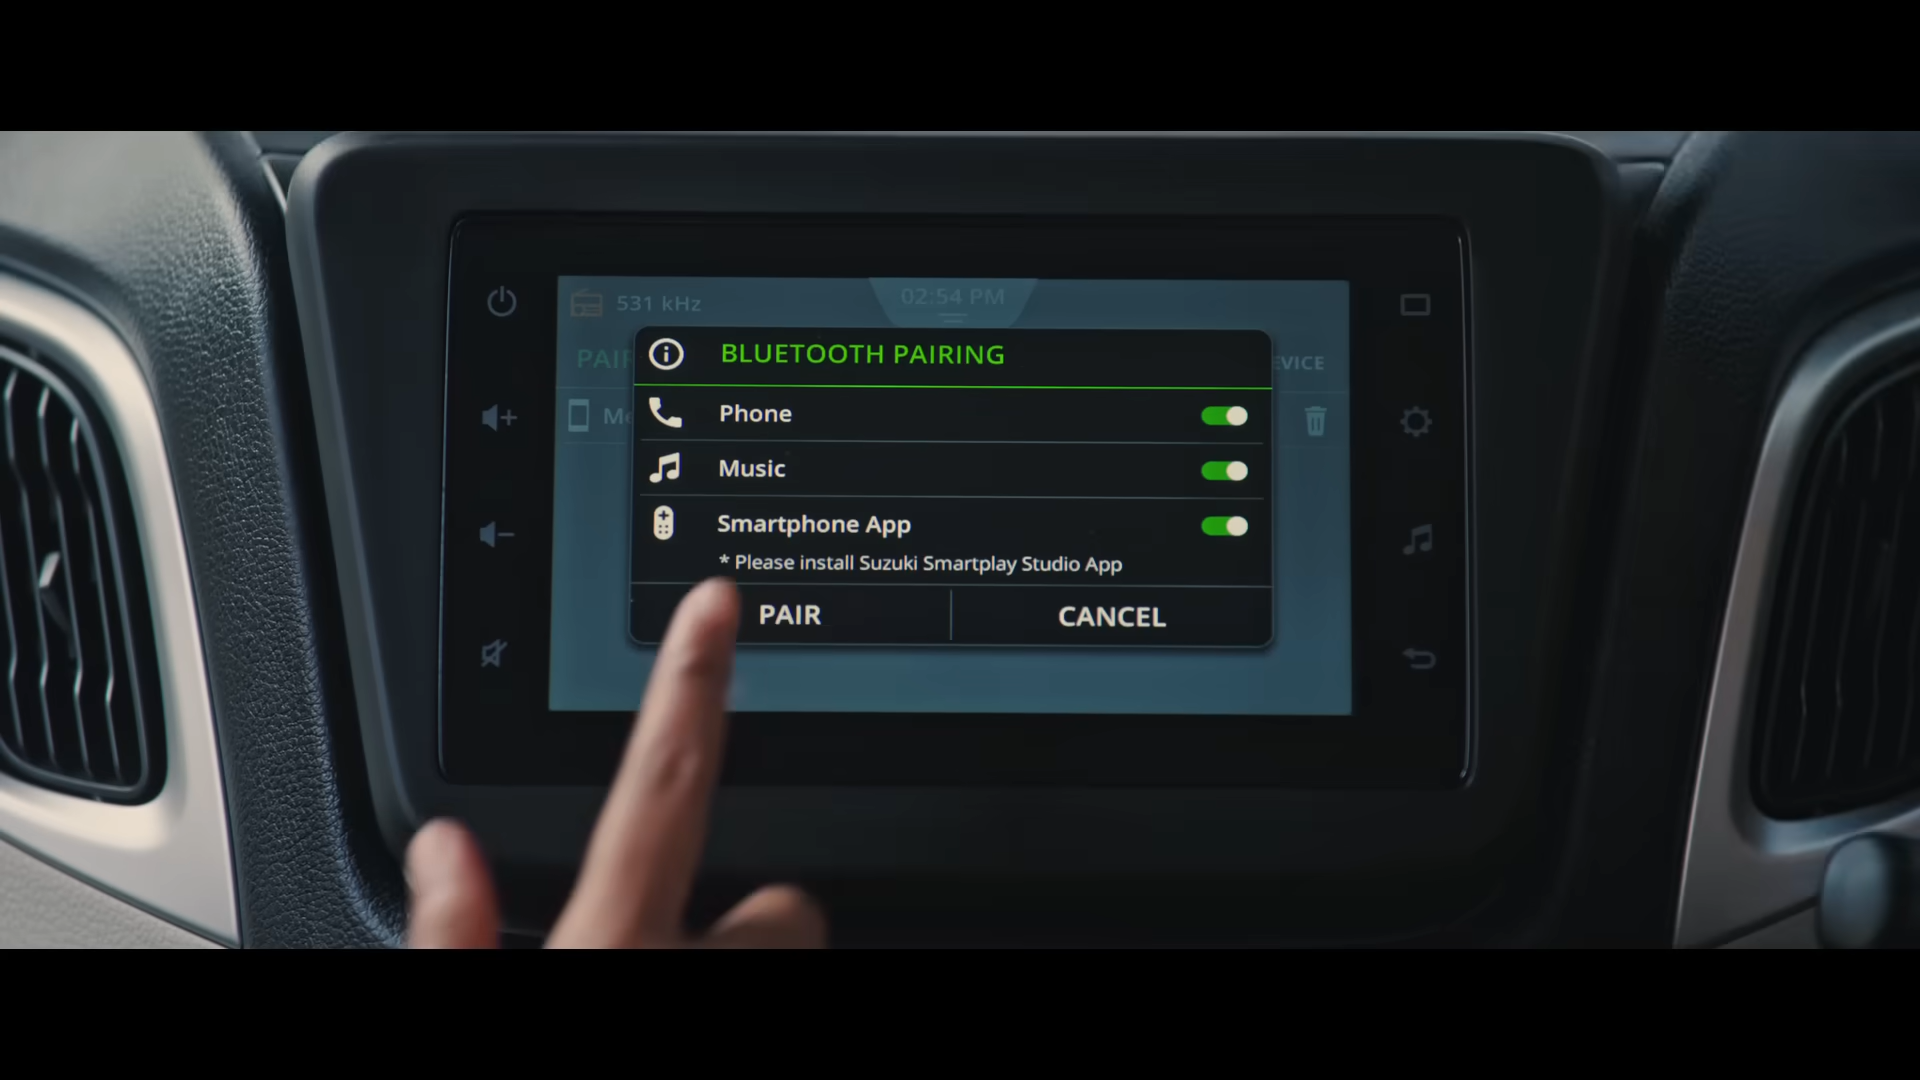 531 kHz
02:54 PM
BLUETOOTH PAIRING
Phone
Music
Smartphone App
* Please install Suzuki Smartplay Studio App
PAIR
CANCEL